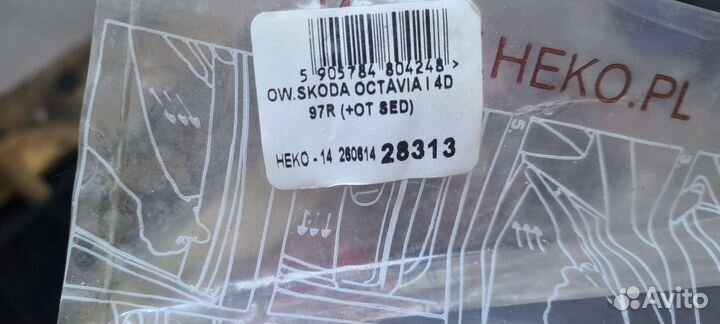 5 905784 804248 >
OW.SKODA OCTAVIA I 4D
97R (+OT SED)
HEKO - 14 260614 28313
.HEKO.PL
Avito